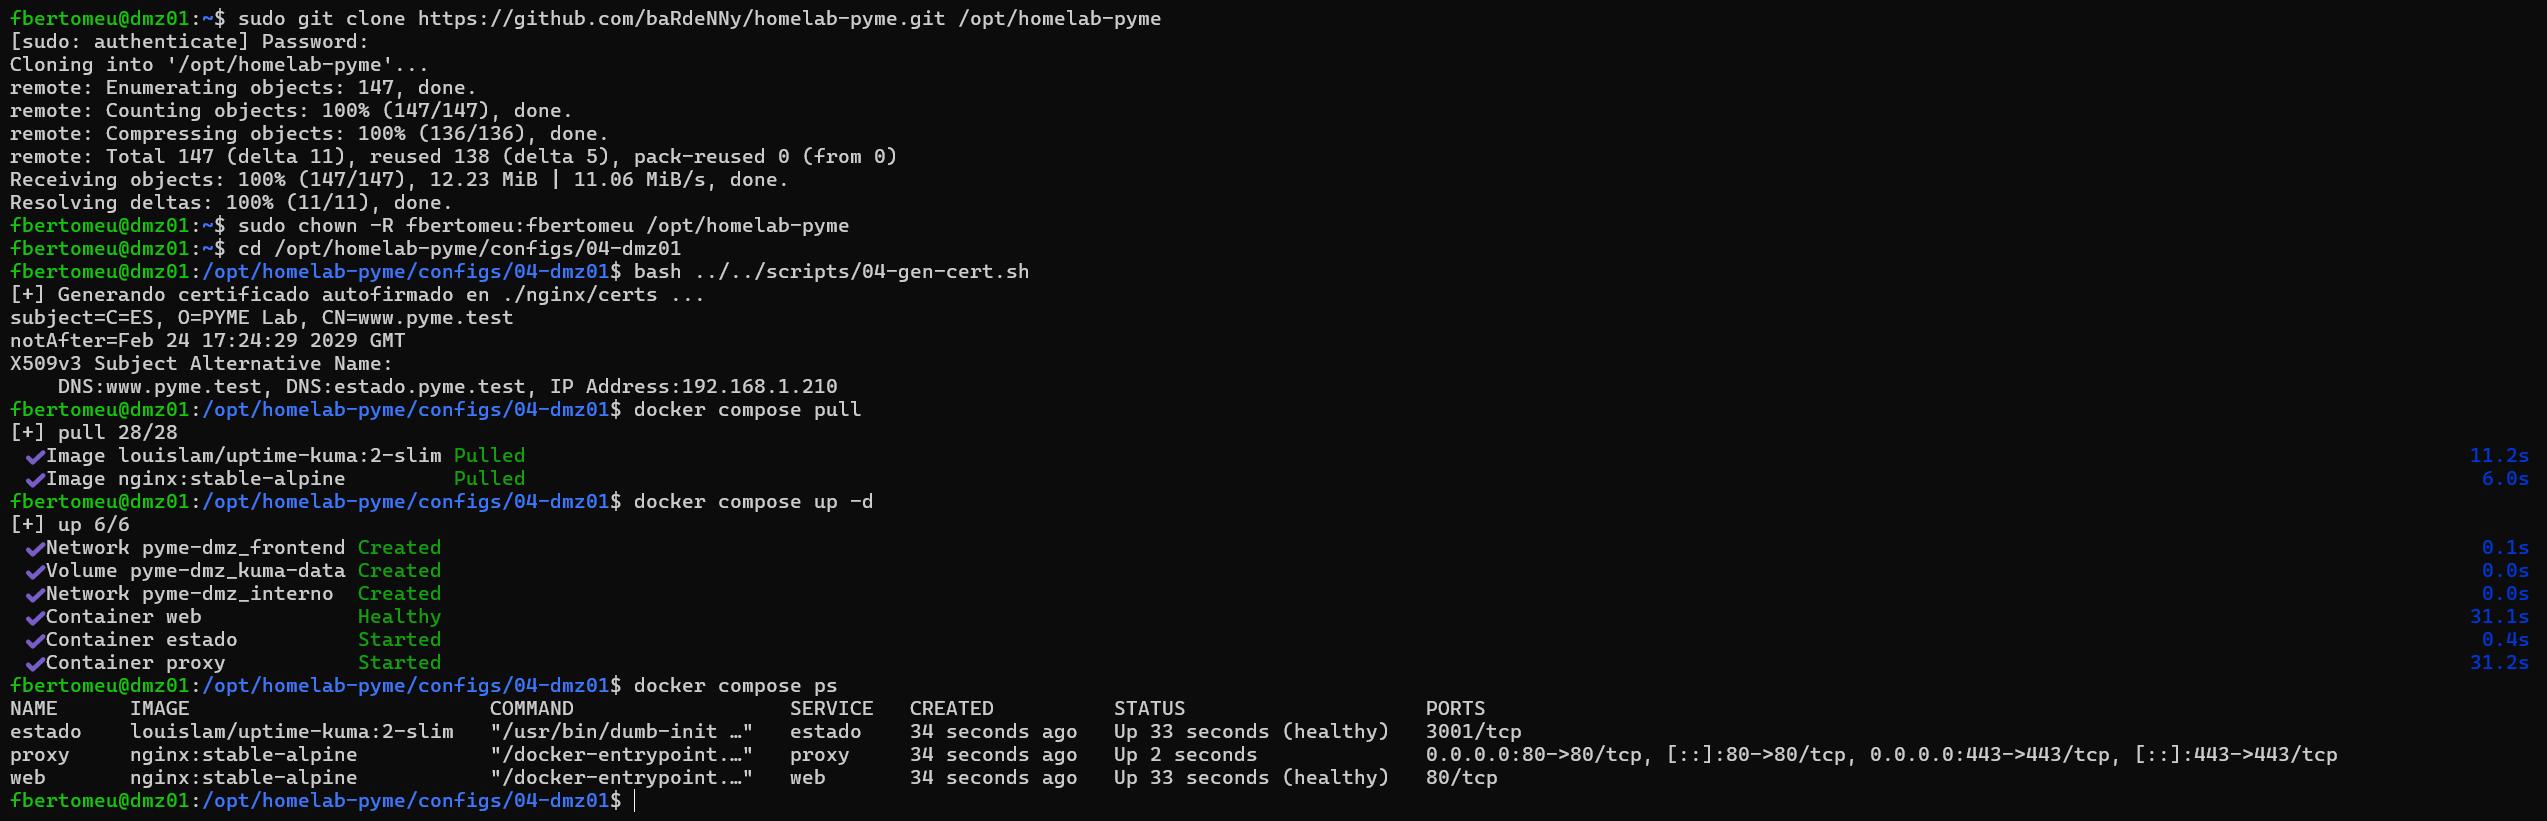 fbertomeu@dmz01:~$ sudo git clone https://github.com/baRdeNNy/homelab-pyme.git /opt/homelab-pyme
[sudo: authenticate] Password:
Cloning into '/opt/homelab-pyme'...
remote: Enumerating objects: 147, done.
remote: Counting objects: 100% (147/147), done.
remote: Compressing objects: 100% (136/136), done.
remote: Total 147 (delta 11), reused 138 (delta 5), pack-reused 0 (from 0)
Receiving objects: 100% (147/147), 12.23 MiB | 11.06 MiB/s, done.
Resolving deltas: 100% (11/11), done.
fbertomeu@dmz01:~$ sudo chown -R fbertomeu:fbertomeu /opt/homelab-pyme
fbertomeu@dmz01:~$ cd /opt/homelab-pyme/configs/04-dmz01
fbertomeu@dmz01:/opt/homelab-pyme/configs/04-dmz01$ bash ../../scripts/04-gen-cert.sh
[+] Generando certificado autofirmado en ./nginx/certs ...
subject=C=ES, O=PYME Lab, CN=www.pyme.test
notAfter=Feb 24 17:24:29 2029 GMT
X509v3 Subject Alternative Name:
    DNS:www.pyme.test, DNS:estado.pyme.test, IP Address:192.168.1.210
fbertomeu@dmz01:/opt/homelab-pyme/configs/04-dmz01$ docker compose pull
[+] pull 28/28
 ✔Image louislam/uptime-kuma:2-slim Pulled 11.2s
 ✔Image nginx:stable-alpine         Pulled 6.0s
fbertomeu@dmz01:/opt/homelab-pyme/configs/04-dmz01$ docker compose up -d
[+] up 6/6
 ✔Network pyme-dmz_frontend Created 0.1s
 ✔Volume pyme-dmz_kuma-data Created 0.0s
 ✔Network pyme-dmz_interno  Created 0.0s
 ✔Container web             Healthy 31.1s
 ✔Container estado          Started 0.4s
 ✔Container proxy           Started 31.2s
fbertomeu@dmz01:/opt/homelab-pyme/configs/04-dmz01$ docker compose ps
NAME      IMAGE                         COMMAND                  SERVICE   CREATED          STATUS                    PORTS
estado    louislam/uptime-kuma:2-slim   "/usr/bin/dumb-init …"   estado    34 seconds ago   Up 33 seconds (healthy)   3001/tcp
proxy     nginx:stable-alpine           "/docker-entrypoint.…"   proxy     34 seconds ago   Up 2 seconds              0.0.0.0:80->80/tcp, [::]:80->80/tcp, 0.0.0.0:443->443/tcp, [::]:443->443/tcp
web       nginx:stable-alpine           "/docker-entrypoint.…"   web       34 seconds ago   Up 33 seconds (healthy)   80/tcp
fbertomeu@dmz01:/opt/homelab-pyme/configs/04-dmz01$